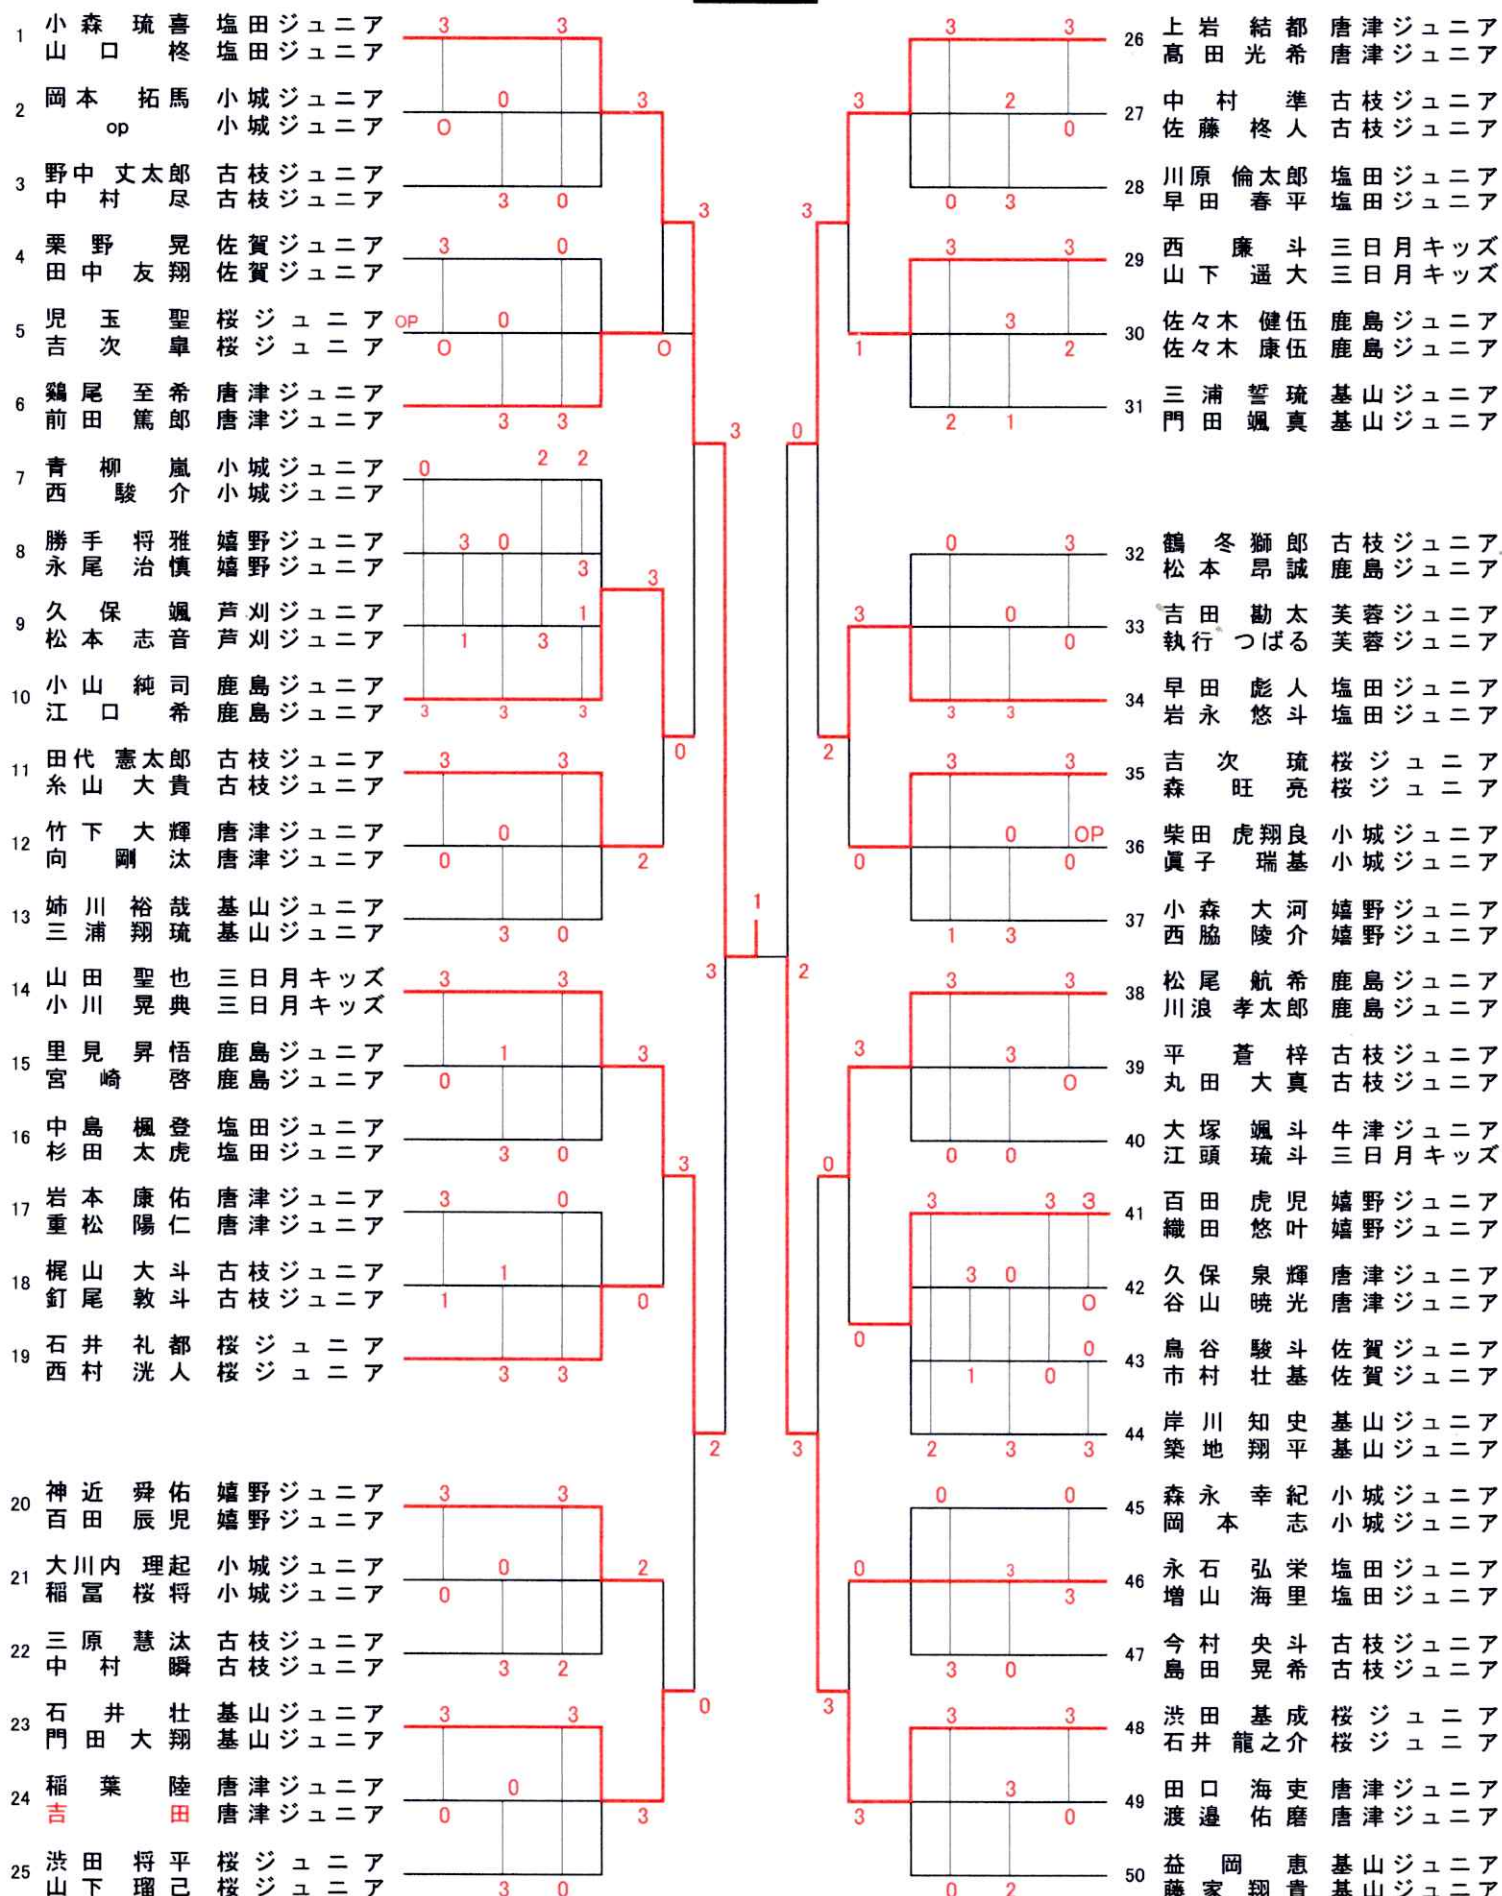 1 小森 琉喜 塩田ジュニア
山口 柊 塩田ジュニア
2 岡本 拓馬 小城ジュニア
op 小城ジュニア
3 野中 丈太郎 古枝ジュニア
中村 尽 古枝ジュニア
4 栗野 晃 佐賀ジュニア
田中 友翔 佐賀ジュニア
5 児玉 聖 桜ジュニア OP
吉次 皐 桜ジュニア
6 鶏尾 至希 唐津ジュニア
前田 篤郎 唐津ジュニア
7 青柳 嵐 小城ジュニア
西 駿介 小城ジュニア
8 勝手 将雅 嬉野ジュニア
永尾 治慎 嬉野ジュニア
9 久保 颯 芦刈ジュニア
松本 志音 芦刈ジュニア
10 小山 純司 鹿島ジュニア
江口 希 鹿島ジュニア
11 田代 憲太郎 古枝ジュニア
糸山 大貴 古枝ジュニア
12 竹下 大輝 唐津ジュニア
向 剛汰 唐津ジュニア
13 姉川 裕哉 基山ジュニア
三浦 翔琉 基山ジュニア
14 山田 聖也 三日月キッズ
小川 晃典 三日月キッズ
15 里見 昇悟 鹿島ジュニア
宮崎 啓 鹿島ジュニア
16 中島 楓登 塩田ジュニア
杉田 太虎 塩田ジュニア
17 岩本 康佑 唐津ジュニア
重松 陽仁 唐津ジュニア
18 梶山 大斗 古枝ジュニア
釘尾 敦斗 古枝ジュニア
19 石井 礼都 桜ジュニア
西村 洸人 桜ジュニア
20 神近 舜佑 嬉野ジュニア
百田 辰児 嬉野ジュニア
21 大川内 理起 小城ジュニア
稲冨 桜将 小城ジュニア
22 三原 慧汰 古枝ジュニア
中村 瞬 古枝ジュニア
23 石井 壮 基山ジュニア
門田 大翔 基山ジュニア
24 稲葉 陸 唐津ジュニア
吉田 唐津ジュニア
25 渋田 将平 桜ジュニア
山下 瑠己 桜ジュニア
26 上岩 結都 唐津ジュニア
髙田 光希 唐津ジュニア
27 中村 準 古枝ジュニア
佐藤 柊人 古枝ジュニア
28 川原 倫太郎 塩田ジュニア
早田 春平 塩田ジュニア
29 西 廉斗 三日月キッズ
山下 遥大 三日月キッズ
30 佐々木 健伍 鹿島ジュニア
佐々木 康伍 鹿島ジュニア
31 三浦 誓琉 基山ジュニア
門田 颯真 基山ジュニア
32 鶴 冬獅郎 古枝ジュニア
松本 昂誠 鹿島ジュニア
33 吉田 勘太 芙蓉ジュニア
執行 つばる 芙蓉ジュニア
34 早田 彪人 塩田ジュニア
岩永 悠斗 塩田ジュニア
35 吉次 琉 桜ジュニア
森 旺亮 桜ジュニア
36 柴田 虎翔良 小城ジュニア OP
眞子 瑞基 小城ジュニア
37 小森 大河 嬉野ジュニア
西脇 陵介 嬉野ジュニア
38 松尾 航希 鹿島ジュニア
川浪 孝太郎 鹿島ジュニア
39 平 蒼梓 古枝ジュニア
丸田 大真 古枝ジュニア
40 大塚 颯斗 牛津ジュニア
江頭 琉斗 三日月キッズ
41 百田 虎児 嬉野ジュニア
織田 悠叶 嬉野ジュニア
42 久保 泉輝 唐津ジュニア
谷山 暁光 唐津ジュニア
43 鳥谷 駿斗 佐賀ジュニア
市村 壮基 佐賀ジュニア
44 岸川 知史 基山ジュニア
築地 翔平 基山ジュニア
45 森永 幸紀 小城ジュニア
岡本 志 小城ジュニア
46 永石 弘栄 塩田ジュニア
増山 海里 塩田ジュニア
47 今村 央斗 古枝ジュニア
島田 晃希 古枝ジュニア
48 渋田 基成 桜ジュニア
石井 龍之介 桜ジュニア
49 田口 海吏 唐津ジュニア
渡邉 佑磨 唐津ジュニア
50 益岡 恵 基山ジュニア
藤家 翔貴 基山ジュニア